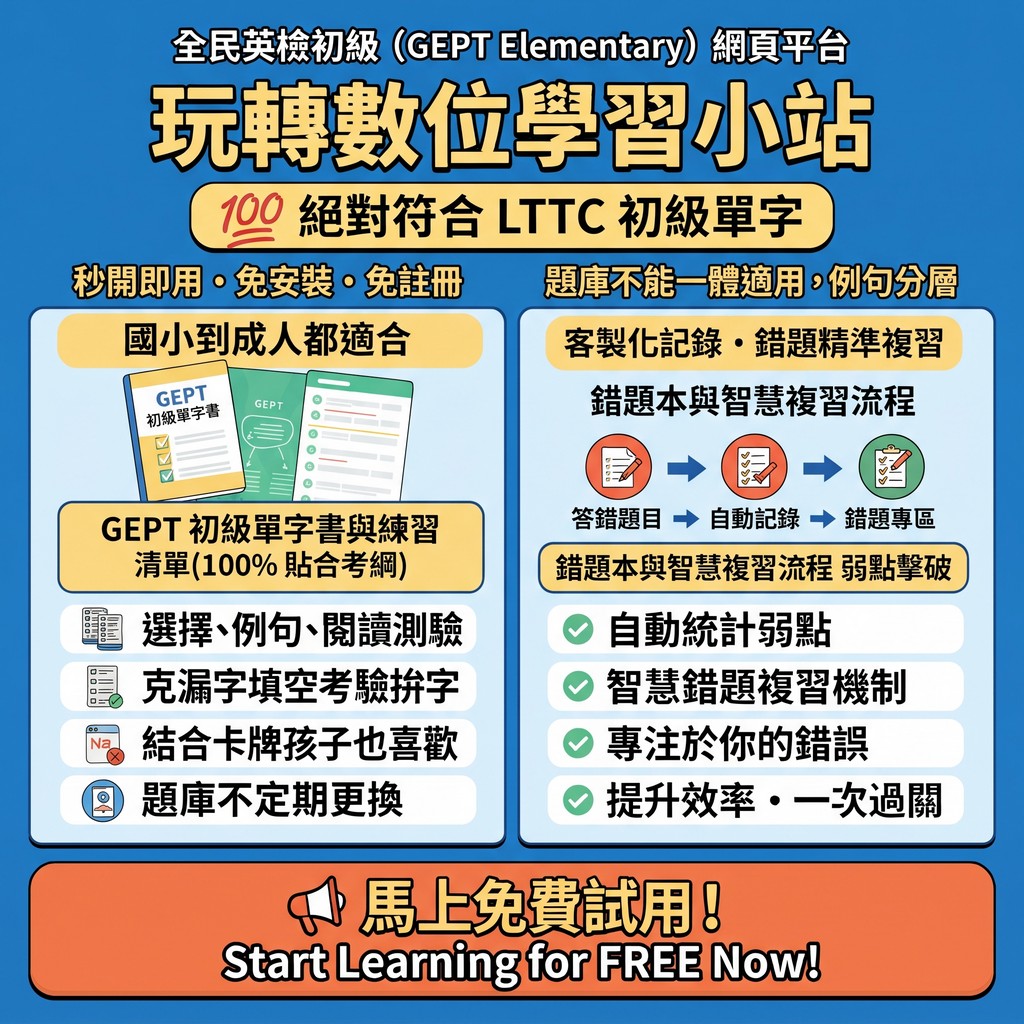 全民英檢初級（GEPT Elementary）網頁平台
玩轉數位學習小站
💯 絕對符合 LTTC 初級單字
秒開即用・免安裝・免註冊
國小到成人都適合
GEPT
初級單字書
GEPT
GEPT 初級單字書與練習
清單(100% 貼合考綱)
選擇、例句、閱讀測驗
克漏字填空考驗拚字
Na
結合卡牌孩子也喜歡
題庫不定期更換
題庫不能一體適用，例句分層
客製化記錄・錯題精準複習
錯題本與智慧複習流程
答錯題目 → 自動記錄 → 錯題專區
錯題本與智慧複習流程 弱點擊破
自動統計弱點
智慧錯題複習機制
專注於你的錯誤
提升效率・一次過關
馬上免費試用！
Start Learning for FREE Now!